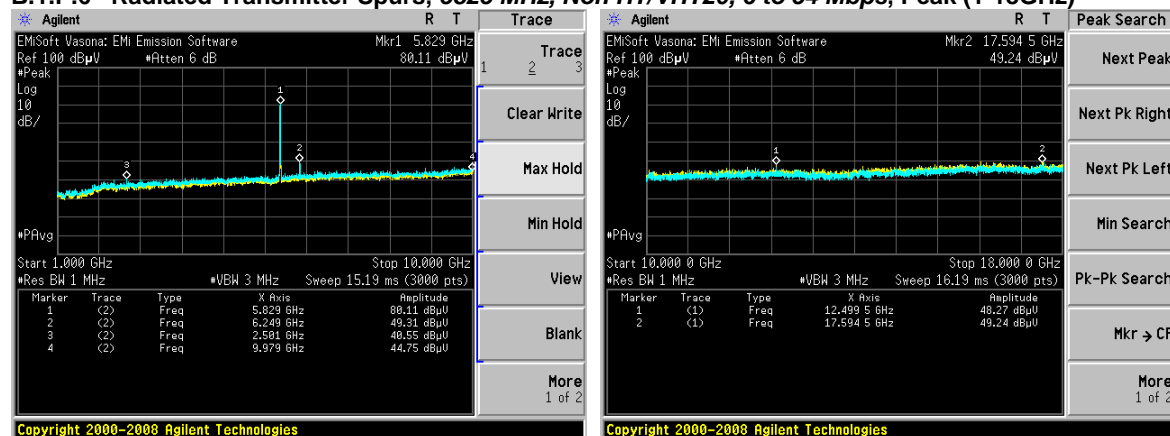 B.1.P.6 Radiated Transmitter Spurs, 5825 MHz, Non HT/VHT20, 6 to 54 Mbps, Peak (1-18GHz)
Agilent R T Trace
EMiSoft Vasona: EMi Emission Software Mkr1 5.829 GHz
Ref 100 dBµV #Atten 6 dB 80.11 dBµV
#Peak
Log
10
dB/
1
2
3
4
#PAvg
Start 1.000 GHz Stop 10.000 GHz
#Res BW 1 MHz #VBW 3 MHz Sweep 15.19 ms (3000 pts)
Marker Trace Type X Axis Amplitude
1 (2) Freq 5.829 GHz 80.11 dBµV
2 (2) Freq 6.249 GHz 49.31 dBµV
3 (2) Freq 2.501 GHz 40.55 dBµV
4 (2) Freq 9.979 GHz 44.75 dBµV
Trace
1 2 3
Clear Write
Max Hold
Min Hold
View
Blank
More
1 of 2
Copyright 2000-2008 Agilent Technologies
Agilent R T Peak Search
EMiSoft Vasona: EMi Emission Software Mkr2 17.594 5 GHz
Ref 100 dBµV #Atten 6 dB 49.24 dBµV
#Peak
Log
10
dB/
1
2
#PAvg
Start 10.000 0 GHz Stop 18.000 0 GHz
#Res BW 1 MHz #VBW 3 MHz Sweep 16.19 ms (3000 pts)
Marker Trace Type X Axis Amplitude
1 (1) Freq 12.499 5 GHz 48.27 dBµV
2 (1) Freq 17.594 5 GHz 49.24 dBµV
Next Peak
Next Pk Right
Next Pk Left
Min Search
Pk-Pk Search
Mkr → CF
More
1 of 2
Copyright 2000-2008 Agilent Technologies